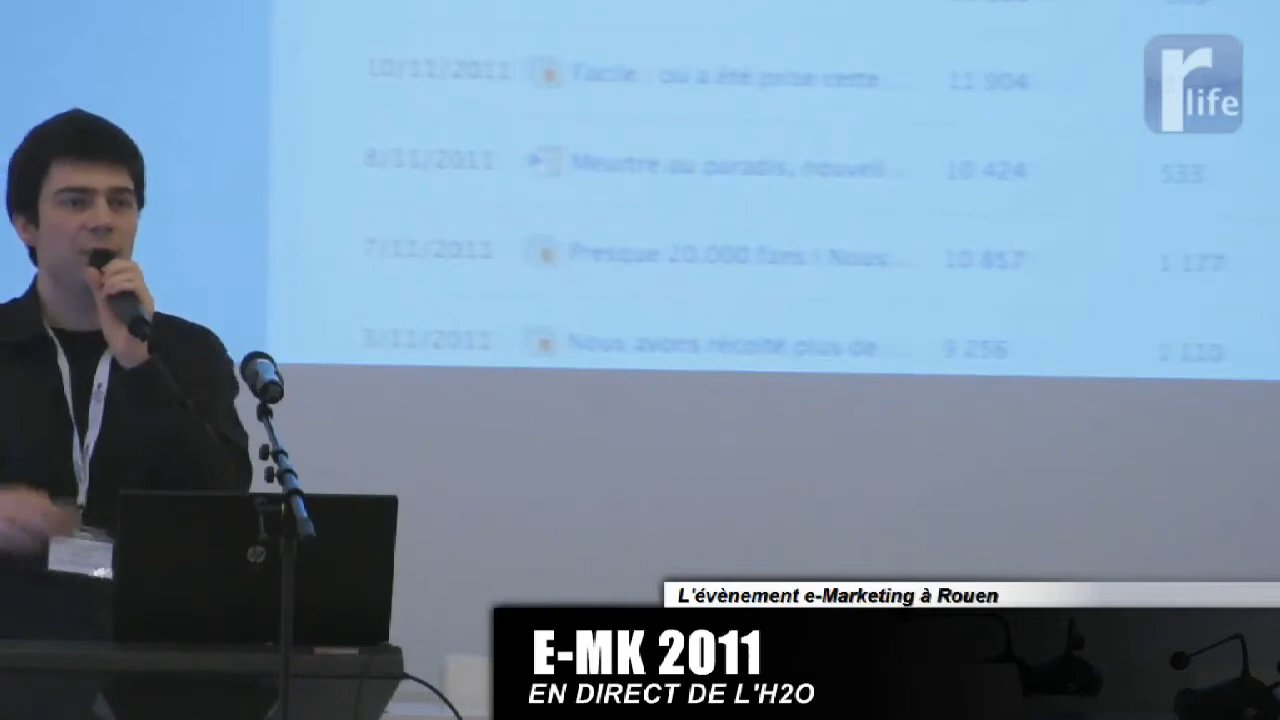 10/11/2011 Facile : où a été prise cette ... 11 904
8/11/2011 Meurtre au paradis, nouvell... 10 424 533
7/11/2011 Presque 20.000 fans ! Nous ... 10 857 1 177
3/11/2011 Nous avons récolté plus de ... 9 256 1 110
r life
hp
L'évènement e-Marketing à Rouen
E-MK 2011
EN DIRECT DE L'H2O